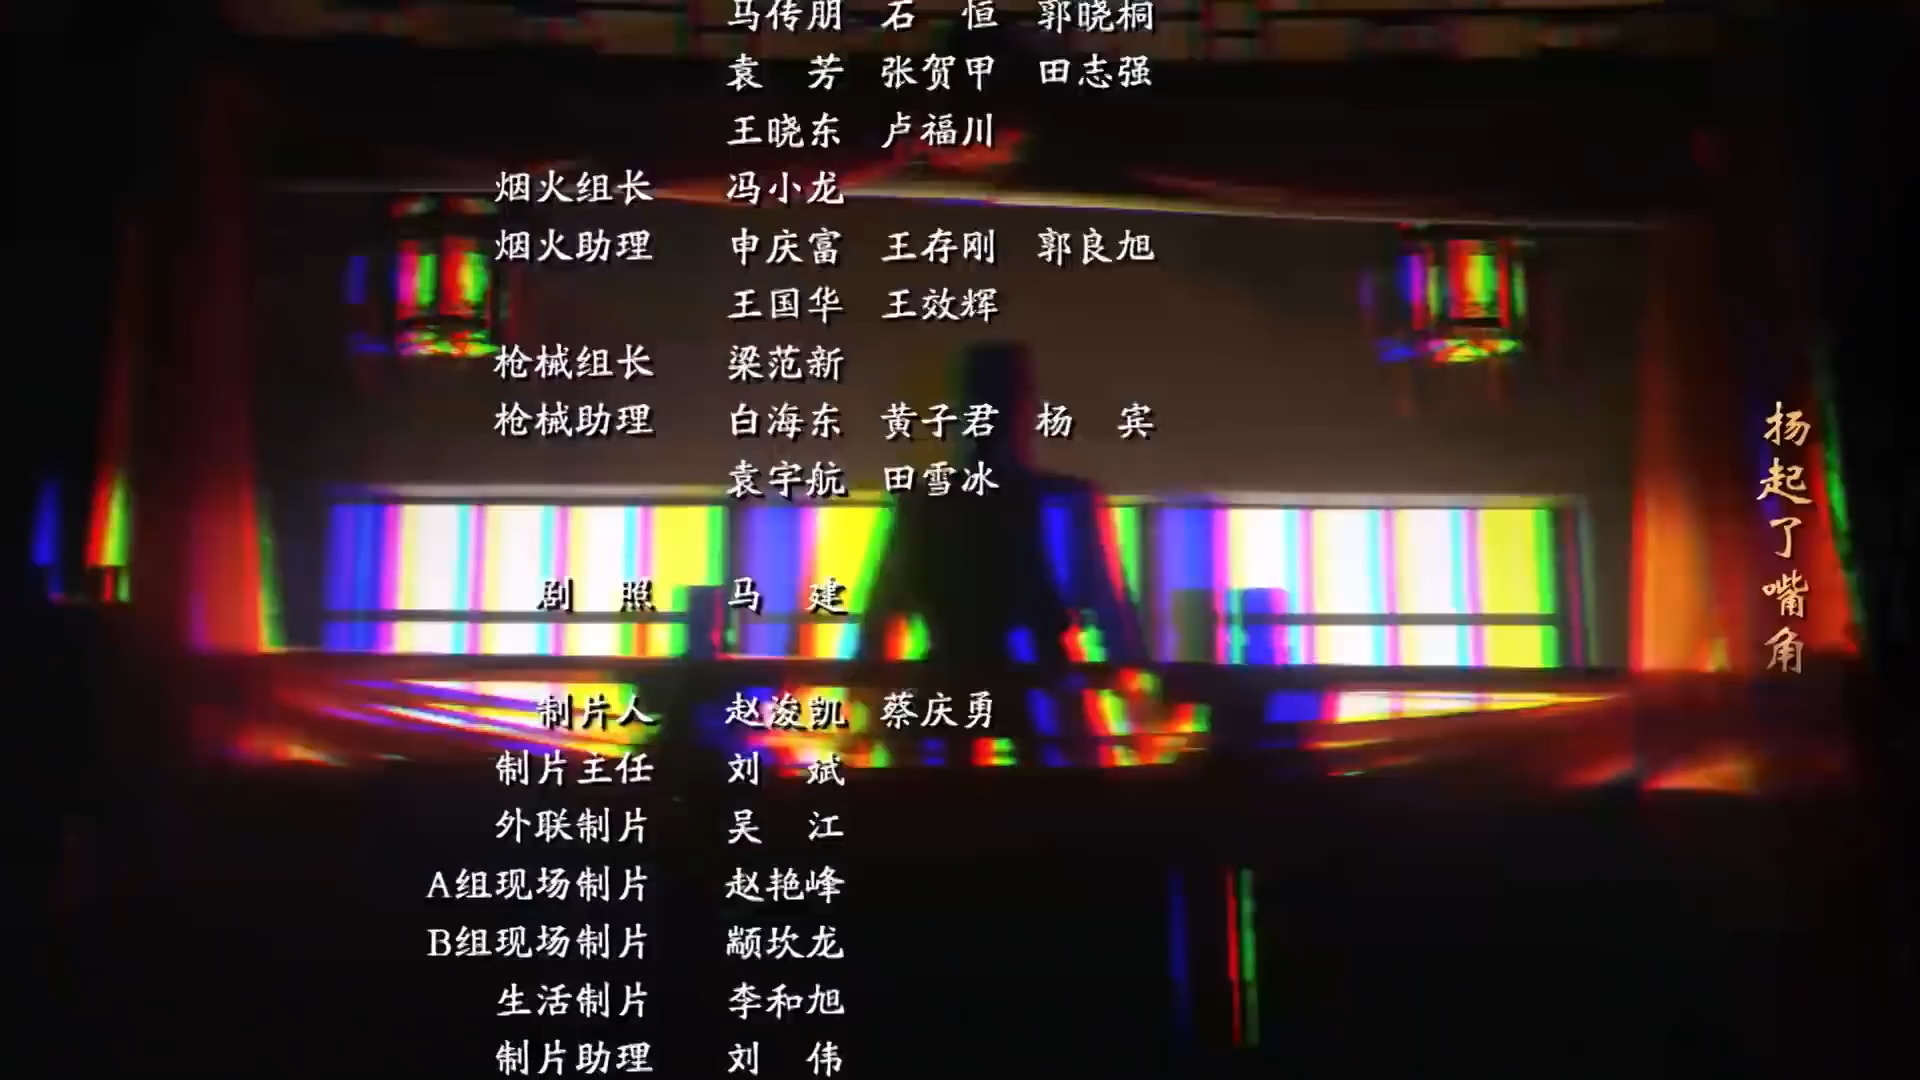 马传朋 石 恒 郭晓桐
袁 芳 张贺甲 田志强
王晓东 卢福川
烟火组长 冯小龙
烟火助理 申庆富 王存刚 郭良旭
王国华 王效辉
枪械组长 梁范新
枪械助理 白海东 黄子君 杨 宾
袁宇航 田雪冰
剧 照 马 建
制片人 赵浚凯 蔡庆勇
制片主任 刘 斌
外联制片 吴 江
A组现场制片 赵艳峰
B组现场制片 颛坎龙
生活制片 李和旭
制片助理 刘 伟
扬起了嘴角